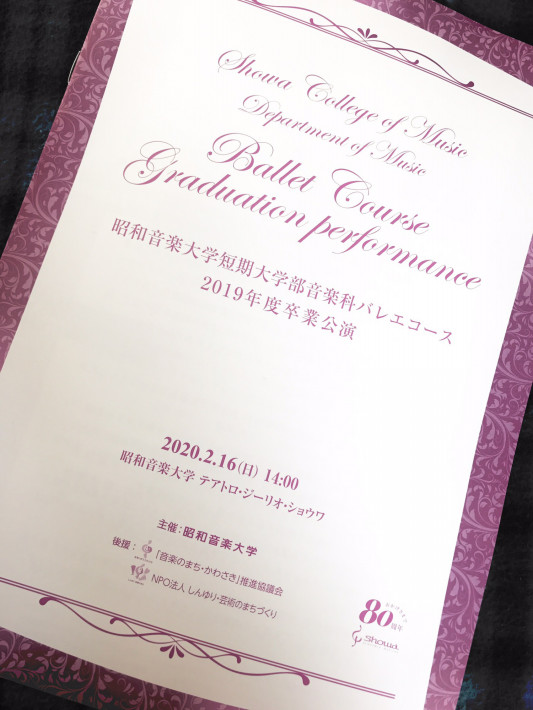 Showa College of Music
Department of Music
Ballet Course
Graduation performance
昭和音楽大学短期大学部音楽科バレエコース
2019年度卒業公演
2020.2.16(日) 14:00
昭和音楽大学 テアトロ・ジーリオ・ショウワ
主催:昭和音楽大学
後援: 「音楽のまち・かわさき」推進協議会
NPO法人 しんゆり・芸術のまちづくり
80周年
Showa